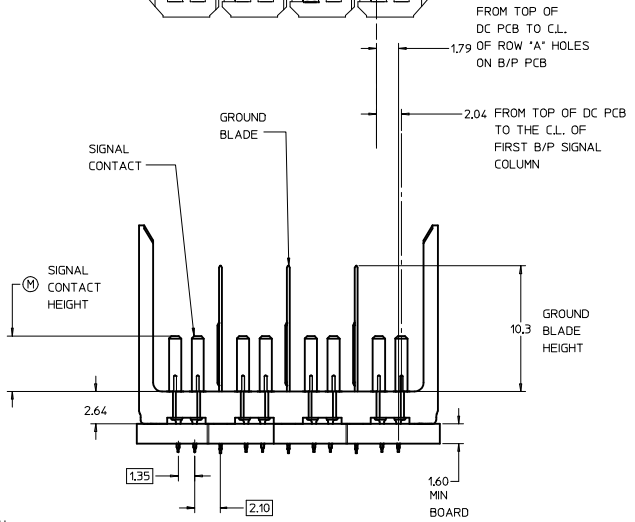 FROM TOP OF
DC PCB TO C.L.
1.79 OF ROW "A" HOLES
ON B/P PCB
2.04 FROM TOP OF DC PCB
TO THE C.L. OF
FIRST B/P SIGNAL
COLUMN
GROUND
BLADE
SIGNAL
CONTACT
M SIGNAL
CONTACT
HEIGHT
10.3 GROUND
BLADE
HEIGHT
2.64
1.35
2.10
1.60
MIN
BOARD